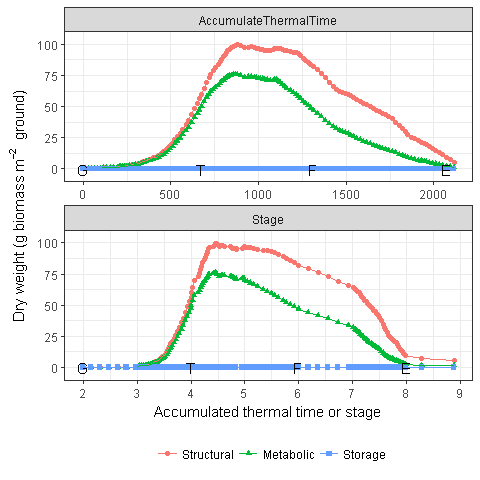 AccumulateThermalTime
100
75
50
25
0
G T F E
0 500 1000 1500 2000
Stage
100
75
50
25
0
G T F E
2 3 4 5 6 7 8 9
Dry weight (g biomass m⁻² ground)
Accumulated thermal time or stage
Structural Metabolic Storage